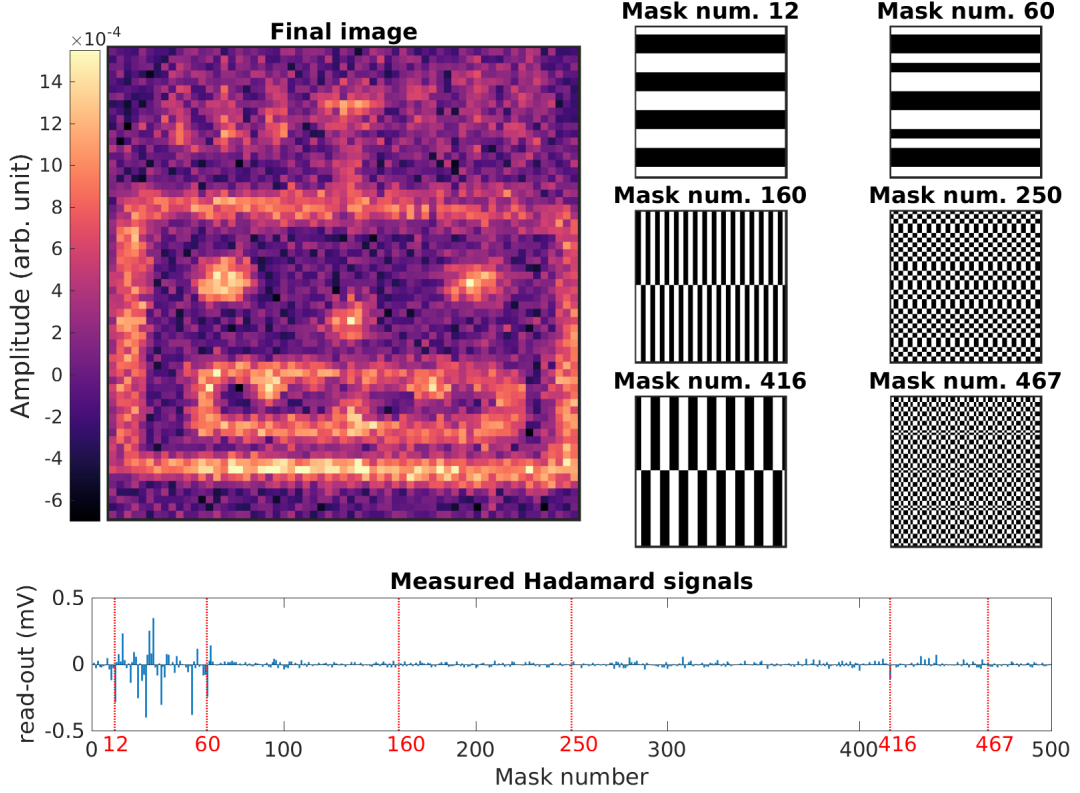 Final image
×10⁻⁴
14
12
10
8
6
4
2
0
-2
-4
-6
Amplitude (arb. unit)
Mask num. 12
Mask num. 60
Mask num. 160
Mask num. 250
Mask num. 416
Mask num. 467
Measured Hadamard signals
0.5
0
-0.5
read-out (mV)
0 12 60 100 160 200 250 300 400 416 467 500
Mask number